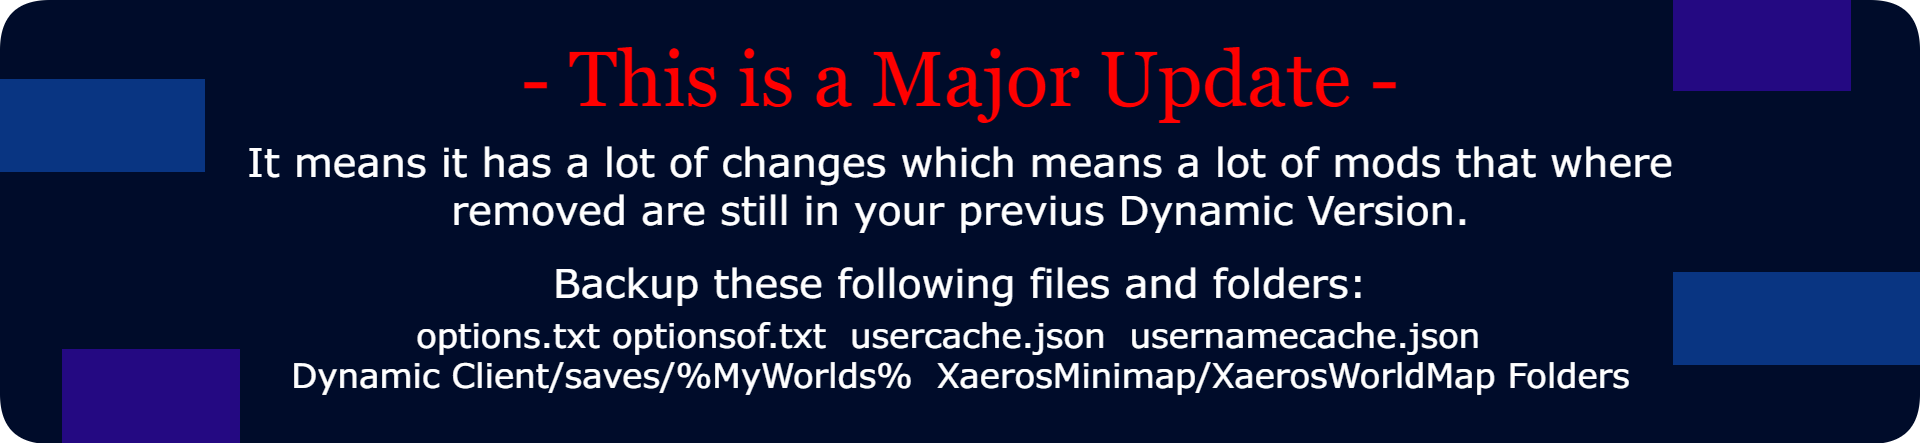 - This is a Major Update -
It means it has a lot of changes which means a lot of mods that where
removed are still in your previus Dynamic Version.
Backup these following files and folders:
options.txt optionsof.txt  usercache.json  usernamecache.json
Dynamic Client/saves/%MyWorlds%  XaerosMinimap/XaerosWorldMap Folders